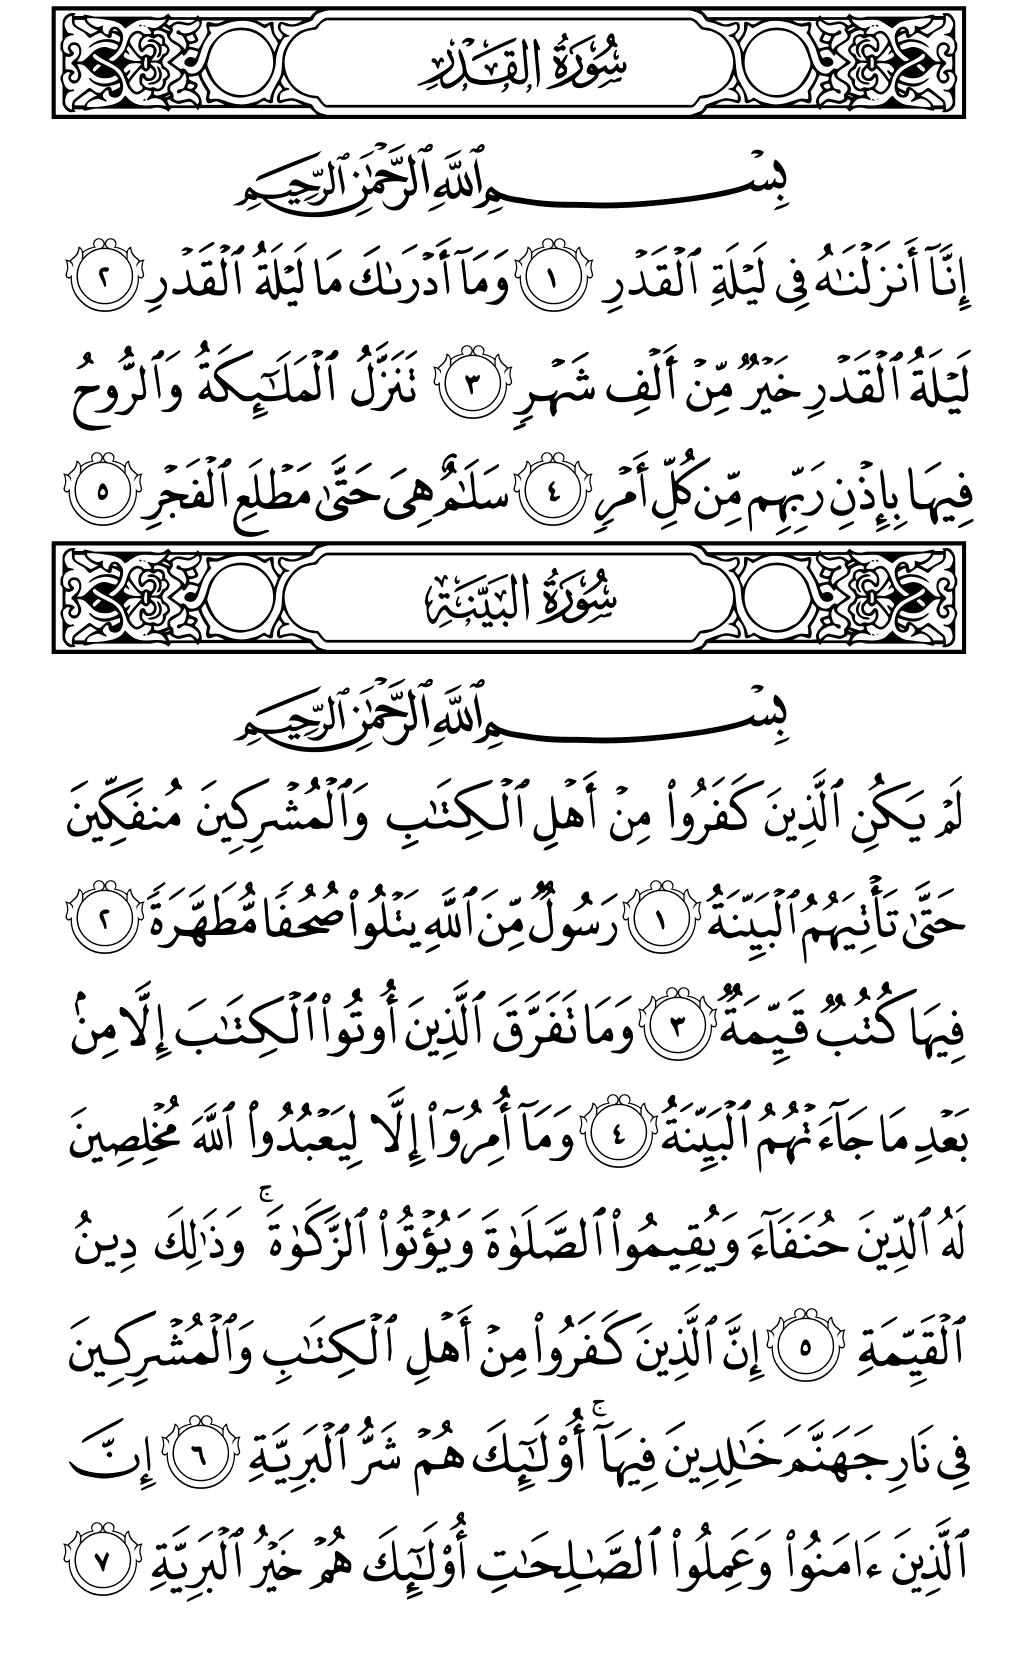 سُورَةُ القَدۡرِ
بِسۡمِ ٱللَّهِ ٱلرَّحۡمَٰنِ ٱلرَّحِيمِ
إِنَّآ أَنزَلۡنَٰهُ فِي لَيۡلَةِ ٱلۡقَدۡرِ ١ وَمَآ أَدۡرَىٰكَ مَا لَيۡلَةُ ٱلۡقَدۡرِ ٢
لَيۡلَةُ ٱلۡقَدۡرِ خَيۡرٞ مِّنۡ أَلۡفِ شَهۡرٖ ٣ تَنَزَّلُ ٱلۡمَلَٰٓئِكَةُ وَٱلرُّوحُ
فِيهَا بِإِذۡنِ رَبِّهِم مِّن كُلِّ أَمۡرٖ ٤ سَلَٰمٌ هِيَ حَتَّىٰ مَطۡلَعِ ٱلۡفَجۡرِ ٥
سُورَةُ البَيِّنَةِ
بِسۡمِ ٱللَّهِ ٱلرَّحۡمَٰنِ ٱلرَّحِيمِ
لَمۡ يَكُنِ ٱلَّذِينَ كَفَرُواْ مِنۡ أَهۡلِ ٱلۡكِتَٰبِ وَٱلۡمُشۡرِكِينَ مُنفَكِّينَ
حَتَّىٰ تَأۡتِيَهُمُ ٱلۡبَيِّنَةُ ١ رَسُولٞ مِّنَ ٱللَّهِ يَتۡلُواْ صُحُفٗا مُّطَهَّرَةٗ ٢
فِيهَا كُتُبٞ قَيِّمَةٞ ٣ وَمَا تَفَرَّقَ ٱلَّذِينَ أُوتُواْ ٱلۡكِتَٰبَ إِلَّا مِنۢ
بَعۡدِ مَا جَآءَتۡهُمُ ٱلۡبَيِّنَةُ ٤ وَمَآ أُمِرُوٓاْ إِلَّا لِيَعۡبُدُواْ ٱللَّهَ مُخۡلِصِينَ
لَهُ ٱلدِّينَ حُنَفَآءَ وَيُقِيمُواْ ٱلصَّلَوٰةَ وَيُؤۡتُواْ ٱلزَّكَوٰةَۚ وَذَٰلِكَ دِينُ
ٱلۡقَيِّمَةِ ٥ إِنَّ ٱلَّذِينَ كَفَرُواْ مِنۡ أَهۡلِ ٱلۡكِتَٰبِ وَٱلۡمُشۡرِكِينَ
فِي نَارِ جَهَنَّمَ خَٰلِدِينَ فِيهَآۚ أُوْلَٰٓئِكَ هُمۡ شَرُّ ٱلۡبَرِيَّةِ ٦ إِنَّ
ٱلَّذِينَ ءَامَنُواْ وَعَمِلُواْ ٱلصَّٰلِحَٰتِ أُوْلَٰٓئِكَ هُمۡ خَيۡرُ ٱلۡبَرِيَّةِ ٧